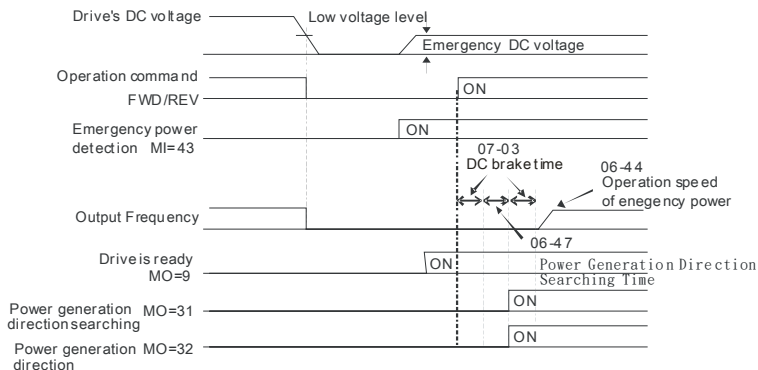 Drive's DC voltage
Low voltage level
Emergency DC voltage
Operation command
FWD/REV
ON
Emergency power
detection MI=43
ON
07-03
DC brake time
06-44
Operation speed
of enegency power
Output Frequency
06-47
Drive is ready
MO=9
ON
Power Generation Direction
Searching Time
Power generation
direction searching MO=31
ON
Power generation
direction MO=32
ON